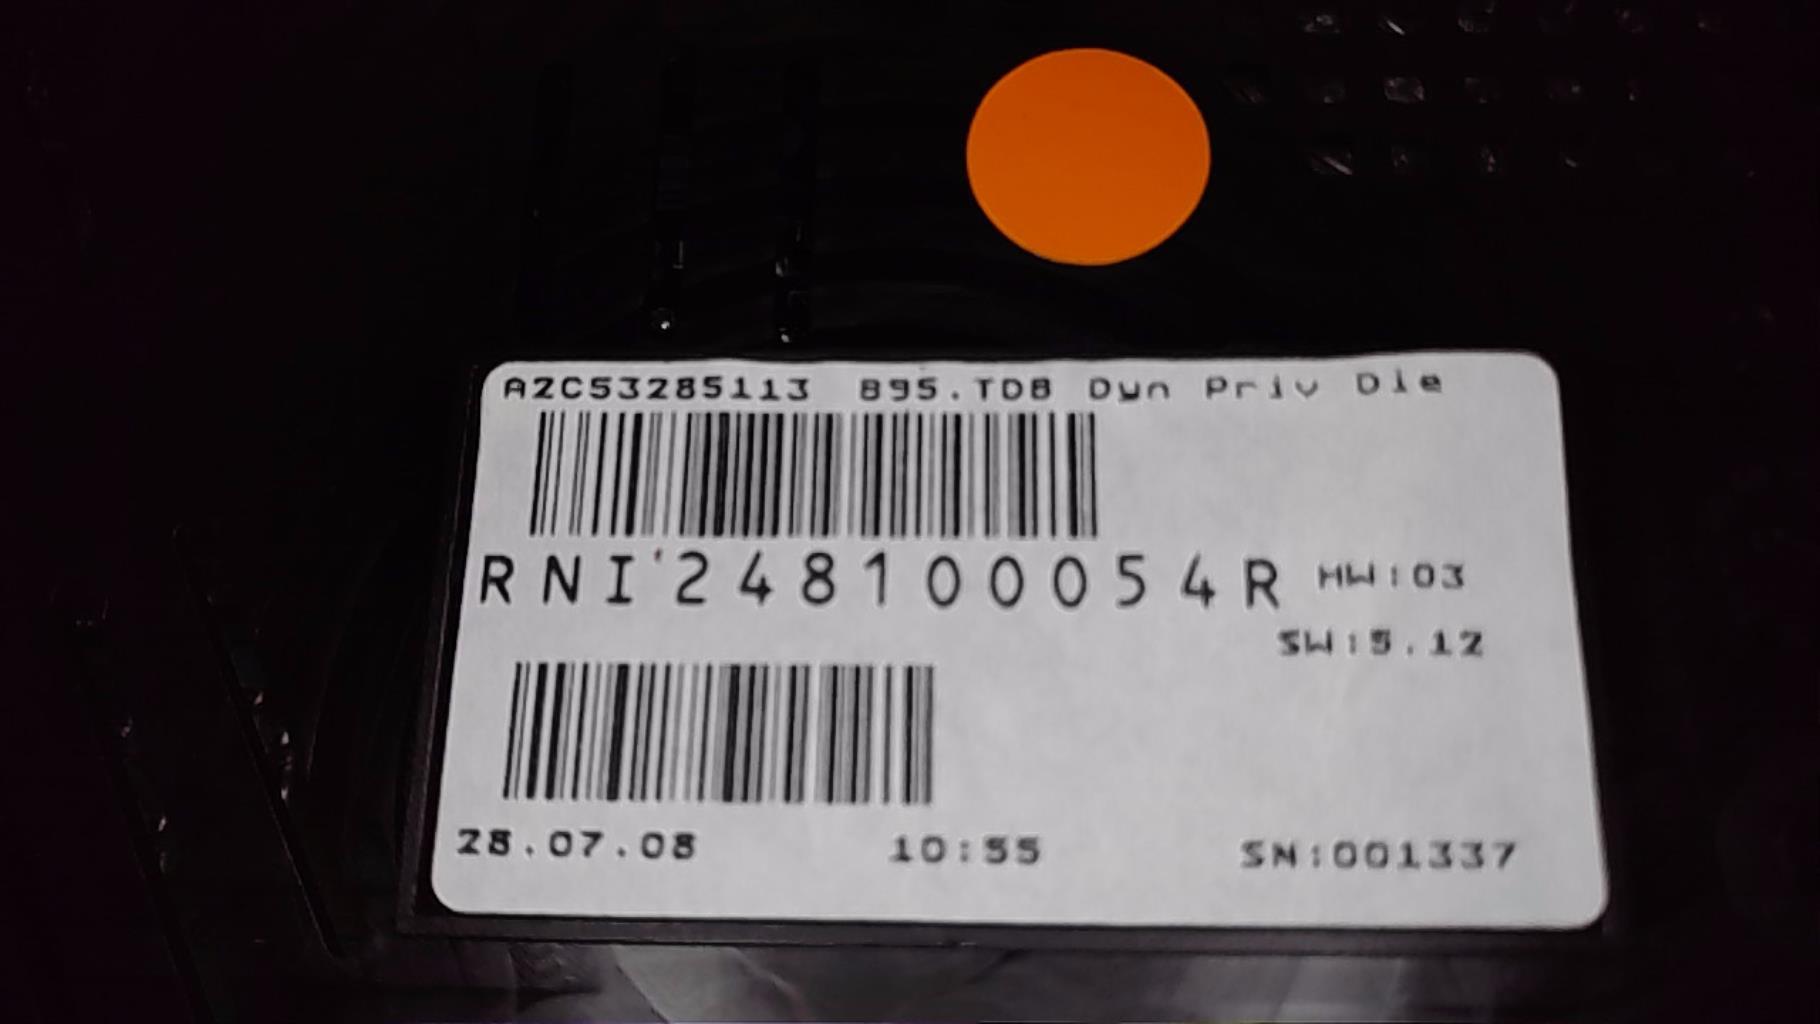 A2C53285113 B95.TDB Dyn Priv Die
RNI'248100054R HW:03
SW:5.12
28.07.08 10:55 SN:001337